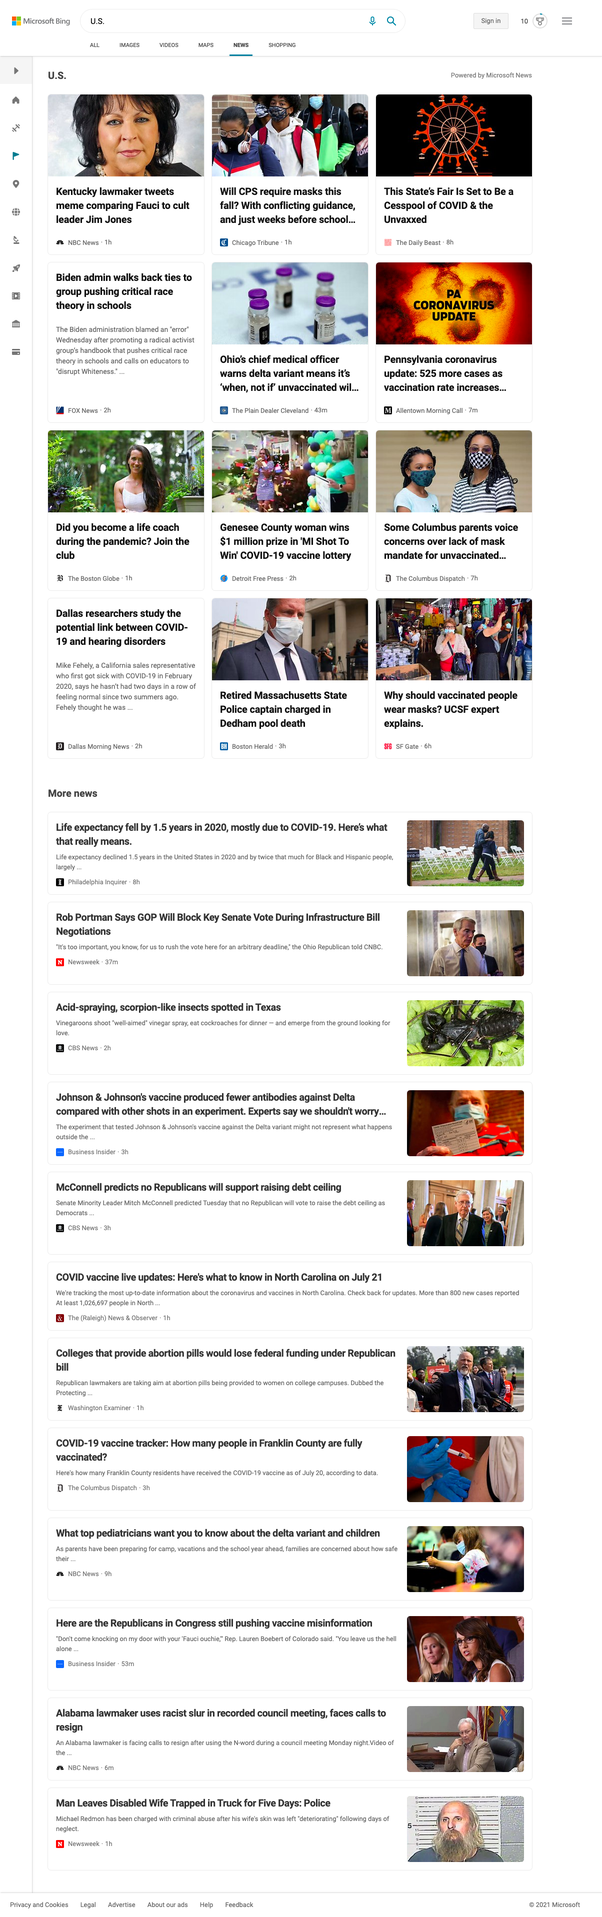 Microsoft Bing
U.S.
Sign in
10
ALL
IMAGES
VIDEOS
MAPS
NEWS
SHOPPING
U.S.
Powered by Microsoft News
Kentucky lawmaker tweets
meme comparing Fauci to cult
leader Jim Jones
NBC News · 1h
Will CPS require masks this
fall? With conflicting guidance,
and just weeks before school...
Chicago Tribune · 1h
This State's Fair Is Set to Be a
Cesspool of COVID & the
Unvaxxed
The Daily Beast · 8h
Biden admin walks back ties to
group pushing critical race
theory in schools
The Biden administration blamed an "error"
Wednesday after promoting a radical activist
group's handbook that pushes critical race
theory in schools and calls on educators to
"disrupt Whiteness." ...
FOX News · 2h
Ohio's chief medical officer
warns delta variant means it's
'when, not if' unvaccinated wil...
The Plain Dealer Cleveland · 43m
PA
CORONAVIRUS
UPDATE
Pennsylvania coronavirus
update: 525 more cases as
vaccination rate increases...
Allentown Morning Call · 7m
Did you become a life coach
during the pandemic? Join the
club
The Boston Globe · 1h
Genesee County woman wins
$1 million prize in 'MI Shot To
Win' COVID-19 vaccine lottery
Detroit Free Press · 2h
Some Columbus parents voice
concerns over lack of mask
mandate for unvaccinated...
The Columbus Dispatch · 7h
Dallas researchers study the
potential link between COVID-
19 and hearing disorders
Mike Fehely, a California sales representative
who first got sick with COVID-19 in February
2020, says he hasn't had two days in a row of
feeling normal since two summers ago.
Fehely thought he was ...
Dallas Morning News · 2h
Retired Massachusetts State
Police captain charged in
Dedham pool death
Boston Herald · 3h
Why should vaccinated people
wear masks? UCSF expert
explains.
SF Gate · 6h
More news
Life expectancy fell by 1.5 years in 2020, mostly due to COVID-19. Here's what
that really means.
Life expectancy declined 1.5 years in the United States in 2020 and by twice that much for Black and Hispanic people,
largely ...
Philadelphia Inquirer · 8h
Rob Portman Says GOP Will Block Key Senate Vote During Infrastructure Bill
Negotiations
"It's too important, you know, for us to rush the vote here for an arbitrary deadline," the Ohio Republican told CNBC.
Newsweek · 37m
Acid-spraying, scorpion-like insects spotted in Texas
Vinegaroons shoot "well-aimed" vinegar spray, eat cockroaches for dinner — and emerge from the ground looking for
love.
CBS News · 2h
Johnson & Johnson's vaccine produced fewer antibodies against Delta
compared with other shots in an experiment. Experts say we shouldn't worry...
The experiment that tested Johnson & Johnson's vaccine against the Delta variant might not represent what happens
outside the ...
Business Insider · 3h
McConnell predicts no Republicans will support raising debt ceiling
Senate Minority Leader Mitch McConnell predicted Tuesday that no Republican will vote to raise the debt ceiling as
Democrats ...
CBS News · 3h
COVID vaccine live updates: Here's what to know in North Carolina on July 21
We're tracking the most up-to-date information about the coronavirus and vaccines in North Carolina. Check back for updates. More than 800 new cases reported
At least 1,026,697 people in North ...
The (Raleigh) News & Observer · 1h
Colleges that provide abortion pills would lose federal funding under Republican
bill
Republican lawmakers are taking aim at abortion pills being provided to women on college campuses. Dubbed the
Protecting ...
Washington Examiner · 1h
COVID-19 vaccine tracker: How many people in Franklin County are fully
vaccinated?
Here's how many Franklin County residents have received the COVID-19 vaccine as of July 20, according to data.
The Columbus Dispatch · 3h
What top pediatricians want you to know about the delta variant and children
As parents have been preparing for camp, vacations and the school year ahead, families are concerned about how safe
their ...
NBC News · 9h
Here are the Republicans in Congress still pushing vaccine misinformation
"Don't come knocking on my door with your 'Fauci ouchie,'" Rep. Lauren Boebert of Colorado said. "You leave us the hell
alone ...
Business Insider · 53m
Alabama lawmaker uses racist slur in recorded council meeting, faces calls to
resign
An Alabama lawmaker is facing calls to resign after using the N-word during a council meeting Monday night.Video of
the ...
NBC News · 6m
Man Leaves Disabled Wife Trapped in Truck for Five Days: Police
Michael Redmon has been charged with criminal abuse after his wife's skin was left "deteriorating" following days of
neglect.
Newsweek · 1h
5
Privacy and Cookies
Legal
Advertise
About our ads
Help
Feedback
© 2021 Microsoft